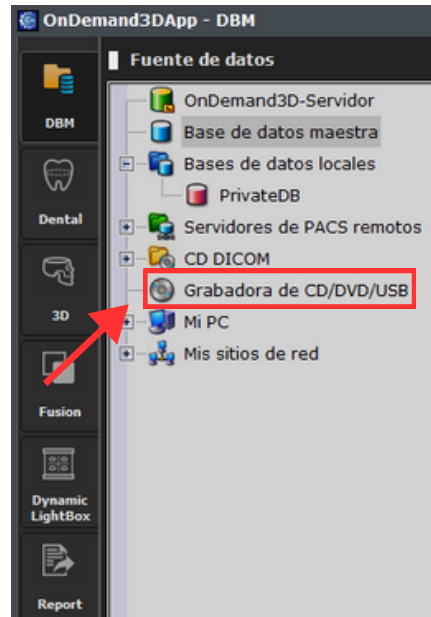 OnDemand3DApp - DBM
Fuente de datos
DBM
Dental
3D
Fusion
Dynamic
LightBox
Report
OnDemand3D-Servidor
Base de datos maestra
Bases de datos locales
PrivateDB
Servidores de PACS remotos
CD DICOM
Grabadora de CD/DVD/USB
Mi PC
Mis sitios de red